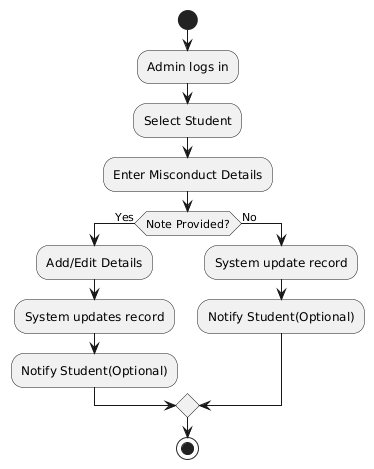 Admin logs in
Select Student
Enter Misconduct Details
Yes
Note Provided?
No
Add/Edit Details
System updates record
Notify Student(Optional)
System update record
Notify Student(Optional)